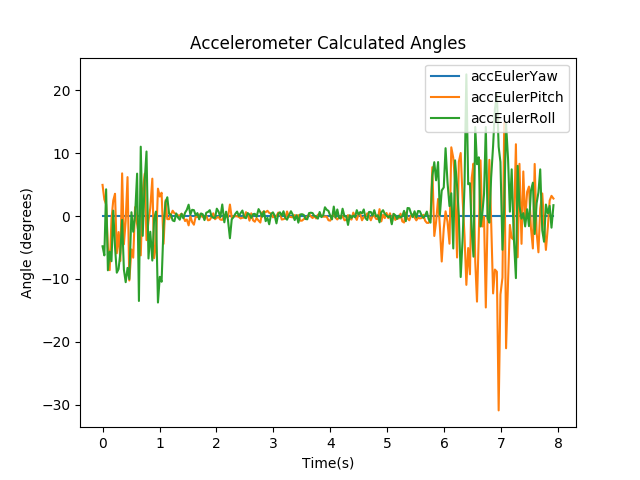 Accelerometer Calculated Angles
accEulerYaw
accEulerPitch
accEulerRoll
Angle (degrees)
20
10
0
−10
−20
−30
0 1 2 3 4 5 6 7 8
Time(s)